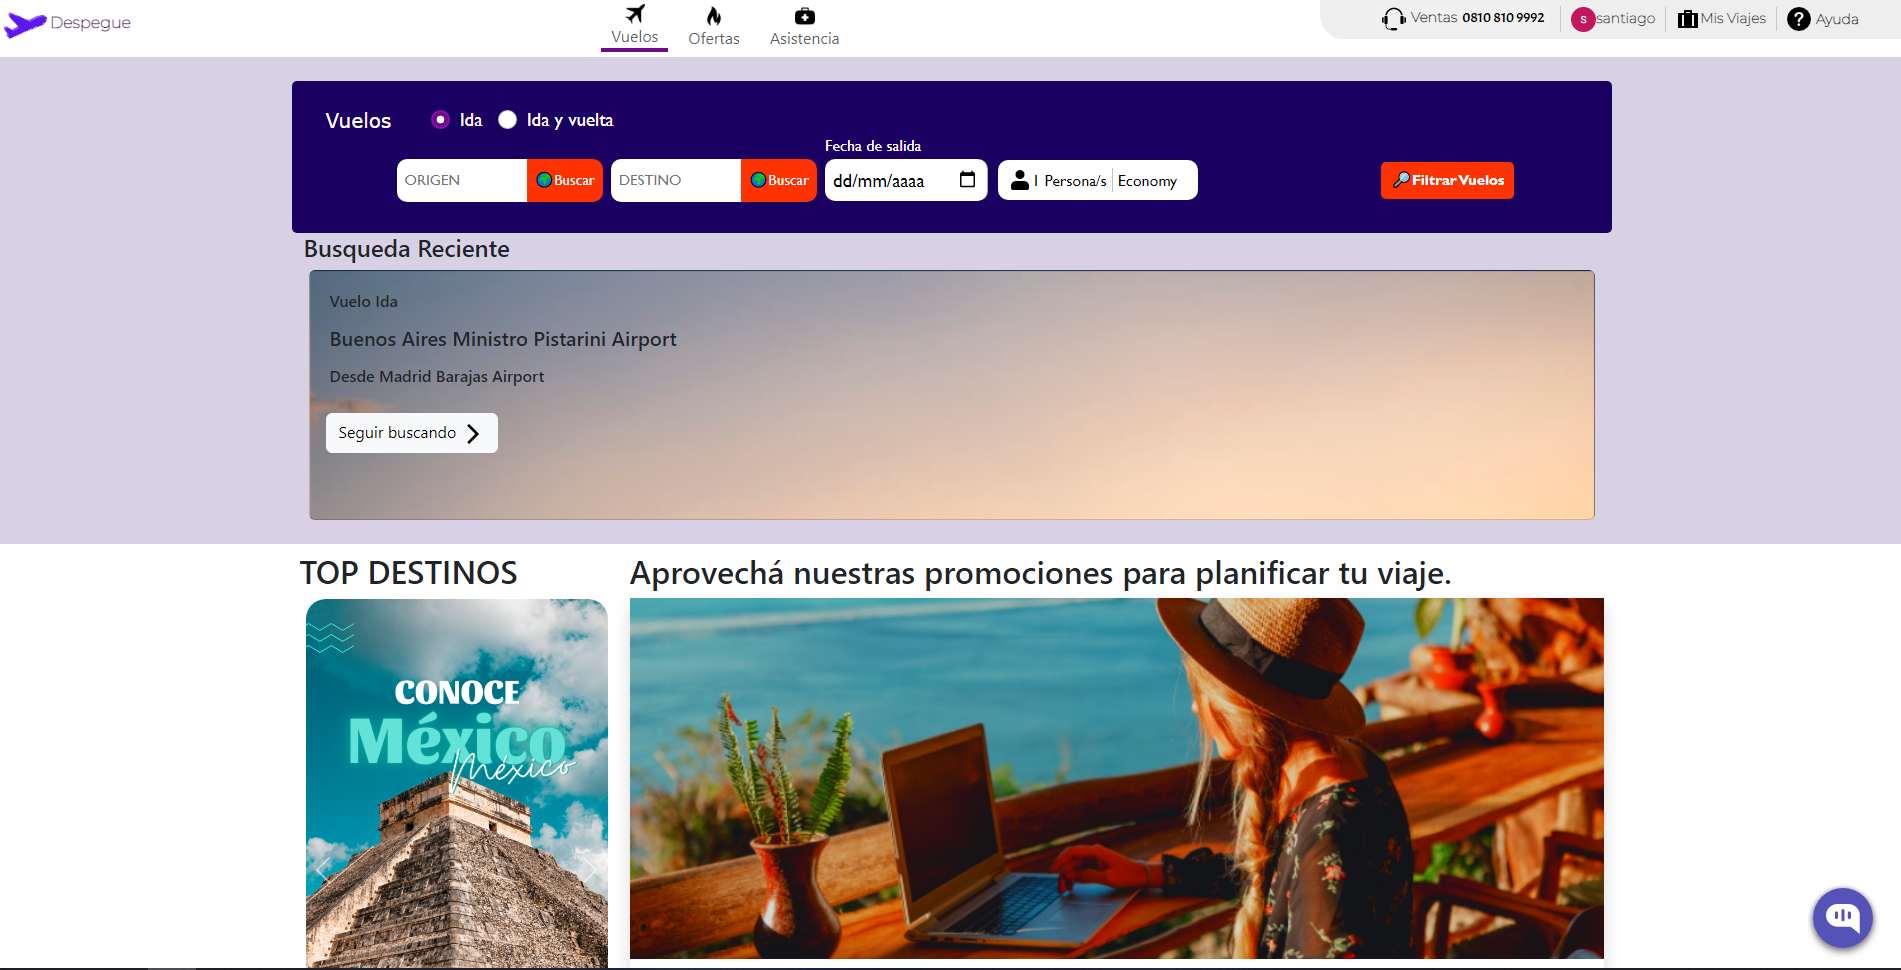 Despegue
Vuelos
Ofertas
Asistencia
Ventas 0810 810 9992
s santiago
Mis Viajes
? Ayuda
Vuelos
Ida
Ida y vuelta
Fecha de salida
ORIGEN
Buscar
DESTINO
Buscar
dd/mm/aaaa
1 Persona/s
Economy
Filtrar Vuelos
Busqueda Reciente
Vuelo Ida
Buenos Aires Ministro Pistarini Airport
Desde Madrid Barajas Airport
Seguir buscando
TOP DESTINOS
Aprovechá nuestras promociones para planificar tu viaje.
CONOCE
México
México